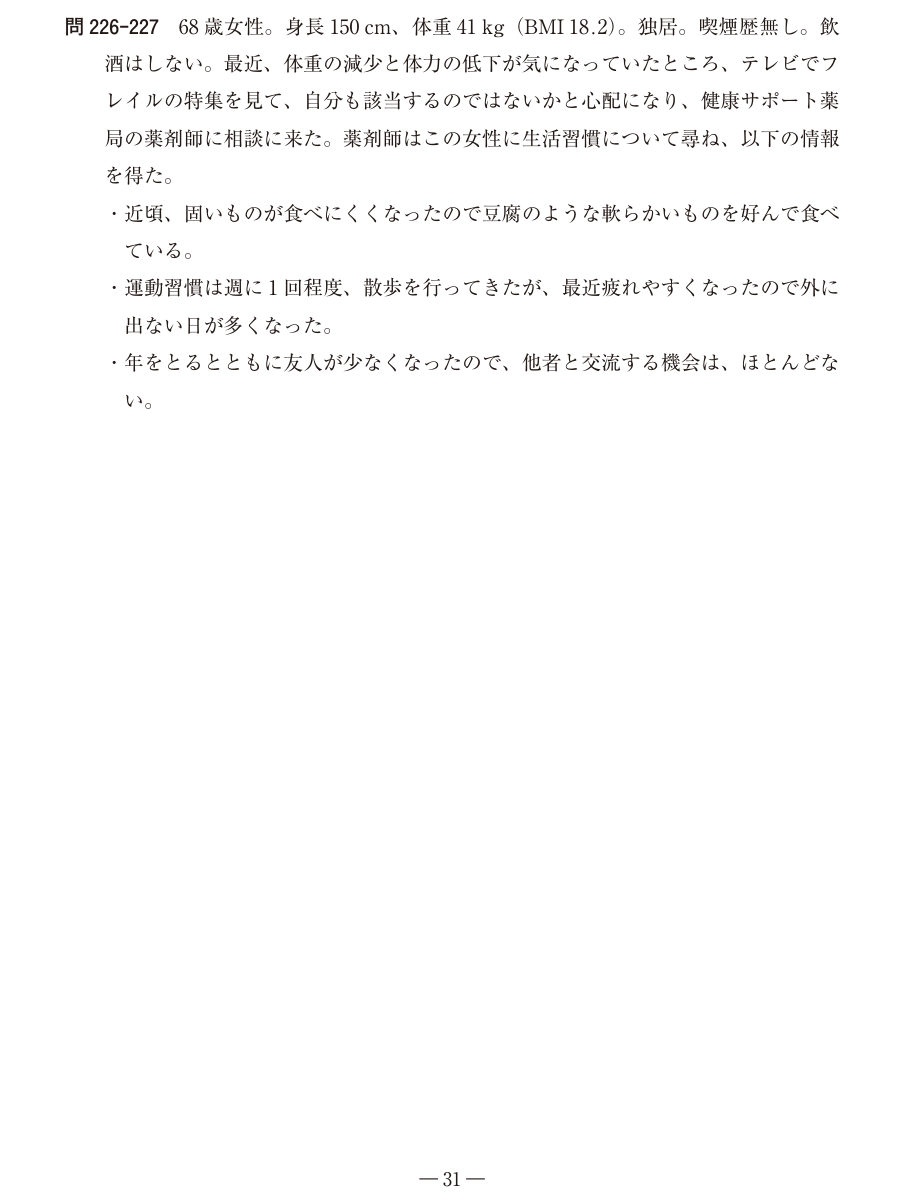 問 226-227 68 歳女性。身長 150 cm、体重 41 kg（BMI 18.2）。独居。喫煙歴無し。飲
酒はしない。最近、体重の減少と体力の低下が気になっていたところ、テレビでフ
レイルの特集を見て、自分も該当するのではないかと心配になり、健康サポート薬
局の薬剤師に相談に来た。薬剤師はこの女性に生活習慣について尋ね、以下の情報
を得た。
・近頃、固いものが食べにくくなったので豆腐のような軟らかいものを好んで食べ
ている。
・運動習慣は週に 1 回程度、散歩を行ってきたが、最近疲れやすくなったので外に
出ない日が多くなった。
・年をとるとともに友人が少なくなったので、他者と交流する機会は、ほとんどな
い。
― 31 ―